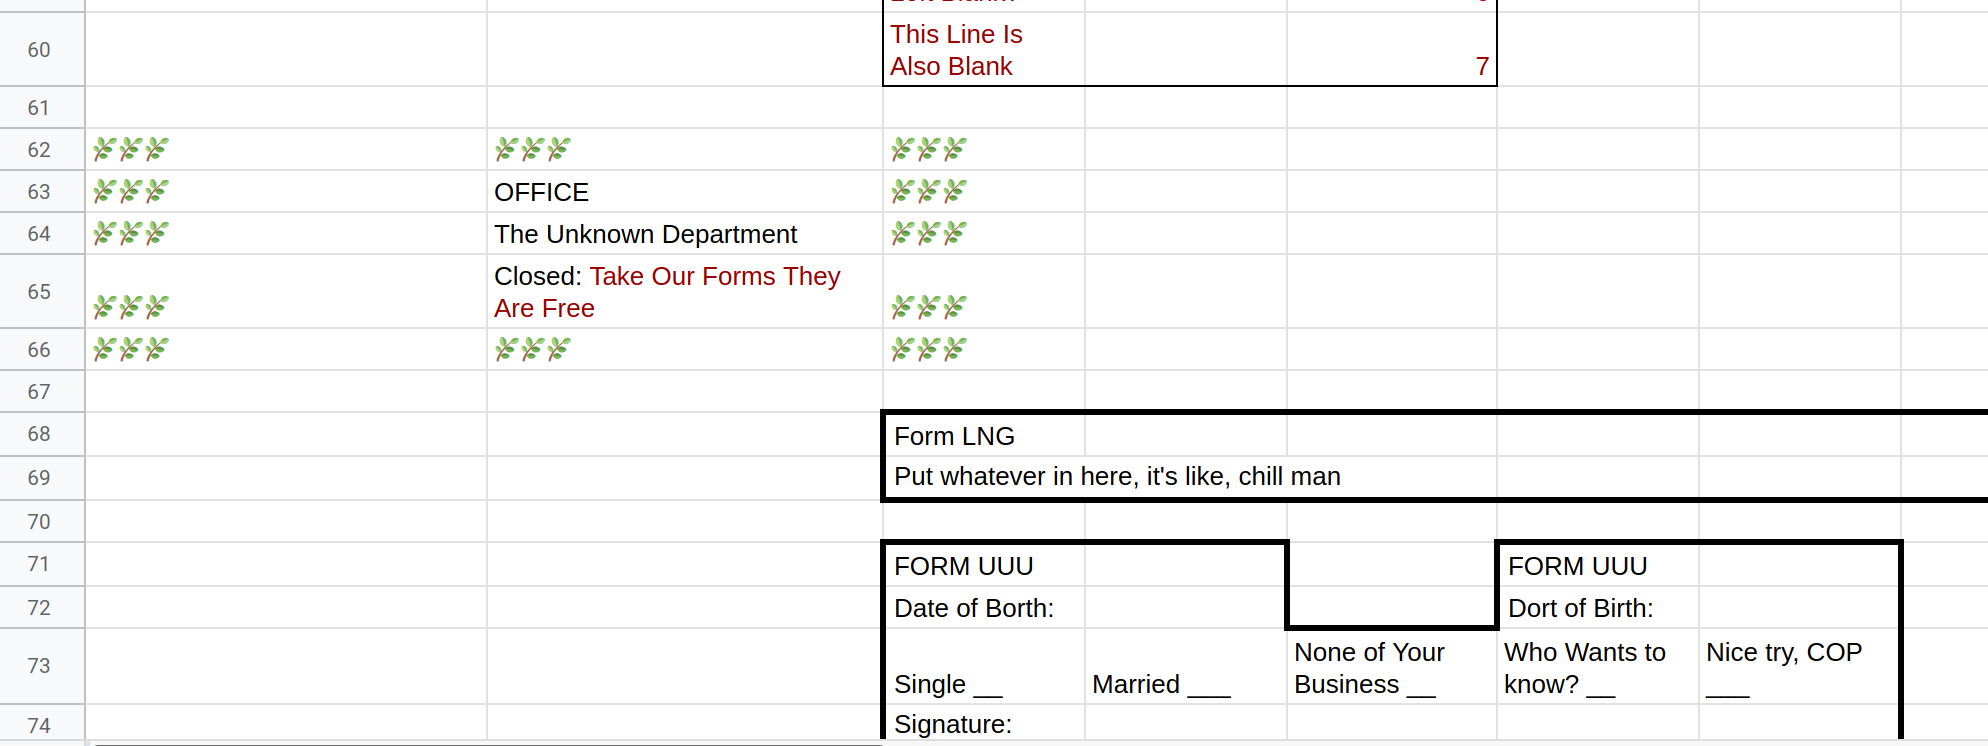 60
This Line Is
Also Blank
7
61
62
63
OFFICE
64
The Unknown Department
65
Closed: Take Our Forms They
Are Free
66
67
68
Form LNG
69
Put whatever in here, it's like, chill man
70
71
FORM UUU
FORM UUU
72
Date of Borth:
Dort of Birth:
73
Single __
Married ___
None of Your
Business __
Who Wants to
know? __
Nice try, COP
___
74
Signature: